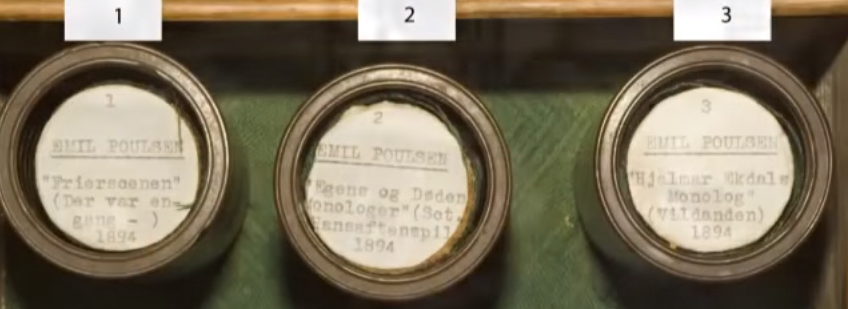 1
2
3
1
EMIL POULSEN
"Frierscenen"
(Der var en-
gang - )
1894
2
EMIL POULSEN
"Egens og Døden
onologer"(Sct.
Hansaftenspil
1894
3
EMIL POULSEN
"Hjalmar Ekdals
Monolog"
(Vildanden)
1894